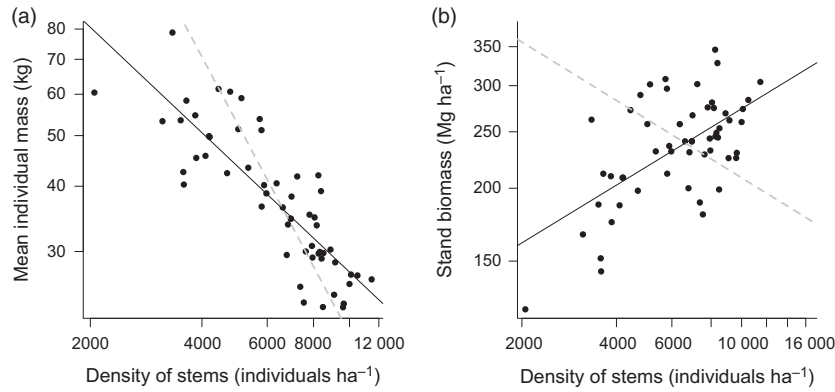 (a)
80
70
60
50
40
30
Mean individual mass (kg)
2000 4000 6000 8000 12 000
Density of stems (individuals ha⁻¹)
(b)
350
300
250
200
150
Stand biomass (Mg ha⁻¹)
2000 4000 6000 10 000 16 000
Density of stems (individuals ha⁻¹)